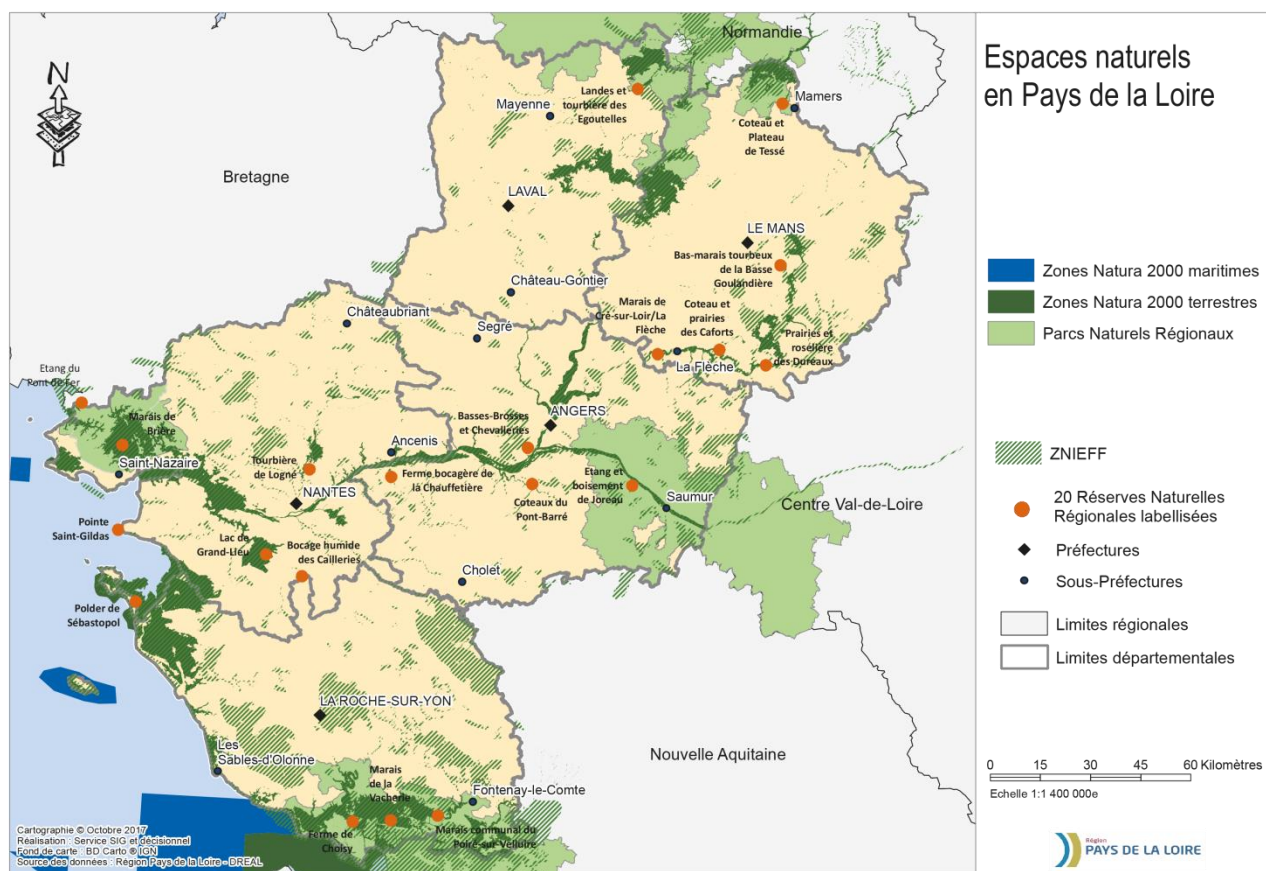 Espaces naturels
en Pays de la Loire
N
Normandie
Bretagne
Centre Val-de-Loire
Nouvelle Aquitaine
Landes et
tourbière des
Egoutelles
Mayenne
Mamers
Coteau et
Plateau
de Tessé
LAVAL
LE MANS
Bas-marais tourbeux
de la Basse
Goulandière
Château-Gontier
Marais de
Cré-sur-Loir/La
Flèche
Coteau et
prairies
des Caforts
Châteaubriant
Segré
Prairies et
roselière
des Dureaux
La Flèche
Etang du
Pont de Fer
Marais de
Brière
Basses-Brosses
et Chevalleries
ANGERS
Ancenis
Saint-Nazaire
Tourbière
de Logné
Ferme bocagère de
la Chauffetière
Etang et
boisement
de Joreau
Saumur
NANTES
Coteaux du
Pont-Barré
Pointe
Saint-Gildas
Lac de
Grand-Lieu
Bocage humide
des Cailleries
Cholet
Polder de
Sébastopol
LA ROCHE-SUR-YON
Les
Sables-d'Olonne
Marais
de la
Vacherie
Fontenay-le-Comte
Ferme de
Choisy
Marais communal du
Poiré-sur-Velluire
Cartographie © Octobre 2017
Réalisation : Service SIG et décisionnel
Fond de carte : BD Carto ® IGN
Source des données : Région Pays de la Loire - DREAL
Zones Natura 2000 maritimes
Zones Natura 2000 terrestres
Parcs Naturels Régionaux
ZNIEFF
20 Réserves Naturelles
Régionales labellisées
Préfectures
Sous-Préfectures
Limites régionales
Limites départementales
0 15 30 45 60 Kilomètres
Echelle 1:1 400 000e
Région
PAYS DE LA LOIRE